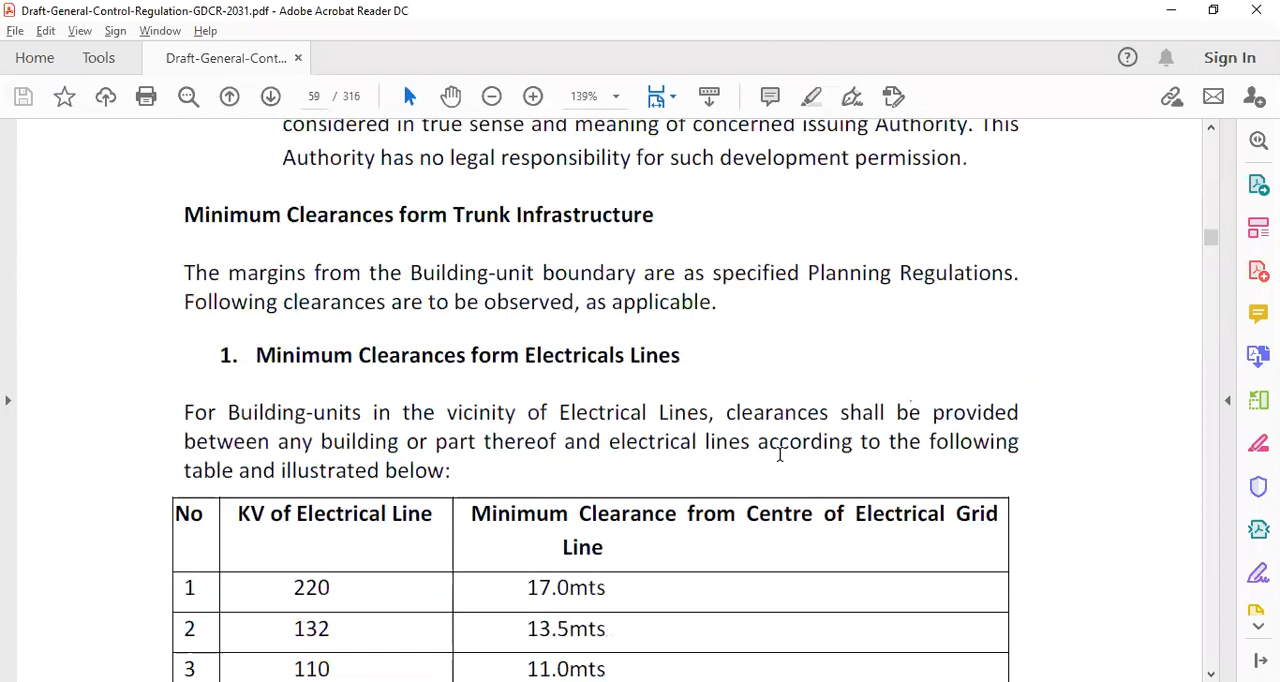 Draft-General-Control-Regulation-GDCR-2031.pdf - Adobe Acrobat Reader DC
File Edit View Sign Window Help
Home Tools Draft-General-Cont... × Sign In
59 / 316 139%
considered in true sense and meaning of concerned issuing Authority. This
Authority has no legal responsibility for such development permission.
Minimum Clearances form Trunk Infrastructure
The margins from the Building-unit boundary are as specified Planning Regulations.
Following clearances are to be observed, as applicable.
1. Minimum Clearances form Electricals Lines
For Building-units in the vicinity of Electrical Lines, clearances shall be provided
between any building or part thereof and electrical lines according to the following
table and illustrated below:
No KV of Electrical Line Minimum Clearance from Centre of Electrical Grid
Line
1 220 17.0mts
2 132 13.5mts
3 110 11.0mts